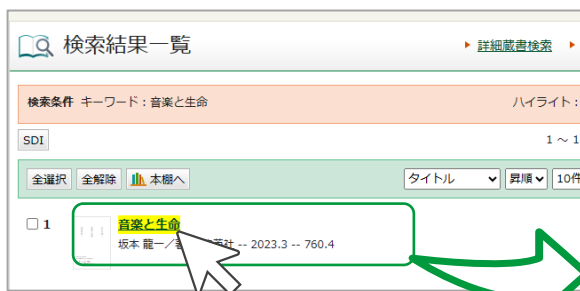 検索結果一覧
詳細蔵書検索
検索条件 キーワード：音楽と生命
ハイライト：
SDI
1 ～ 1
全選択 全解除 本棚へ
タイトル 昇順 10件
1 音楽と生命
坂本 龍一／ 英社 -- 2023.3 -- 760.4